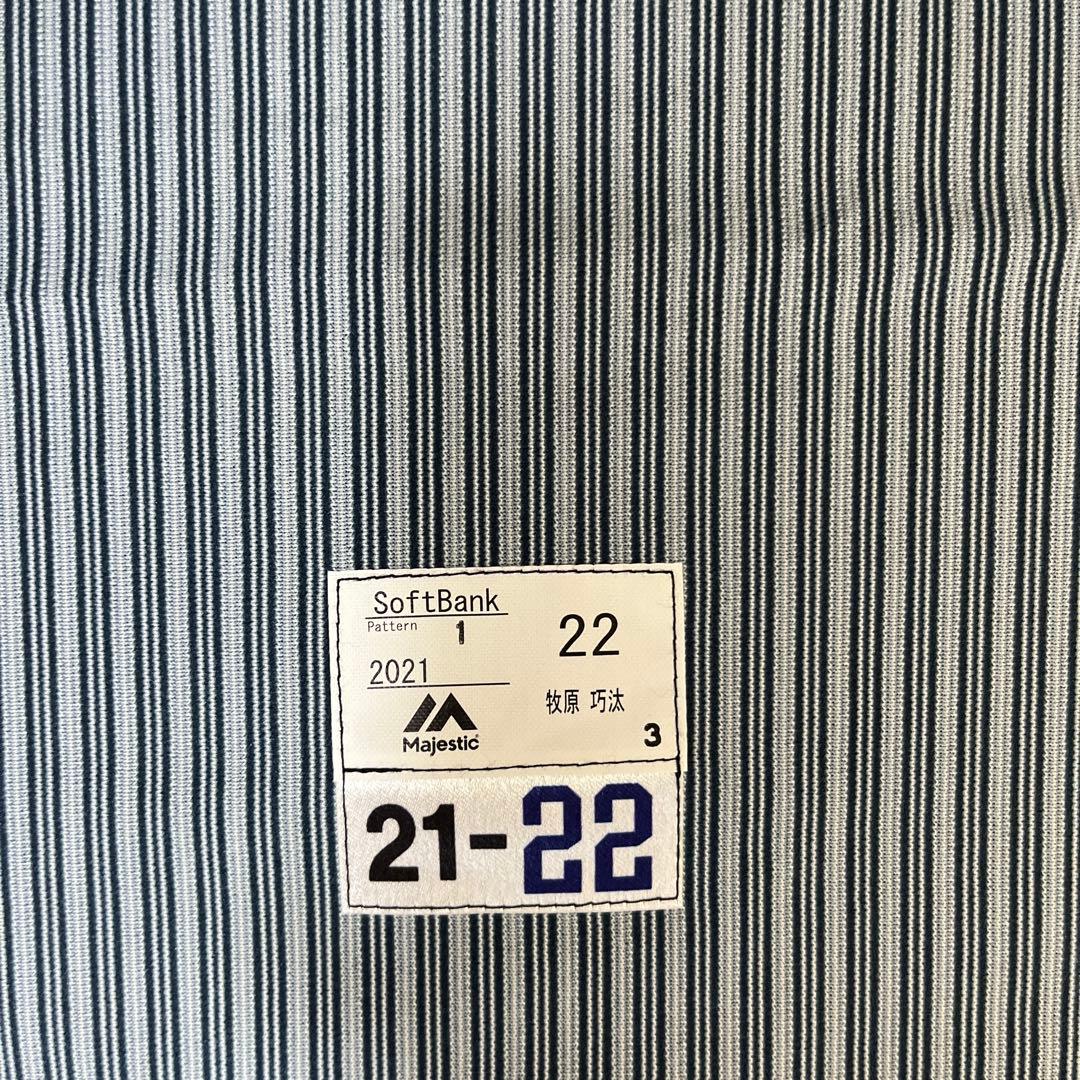 SoftBank
Pattern 1
22
2021
牧原 巧汰
Majestic
3
21-22